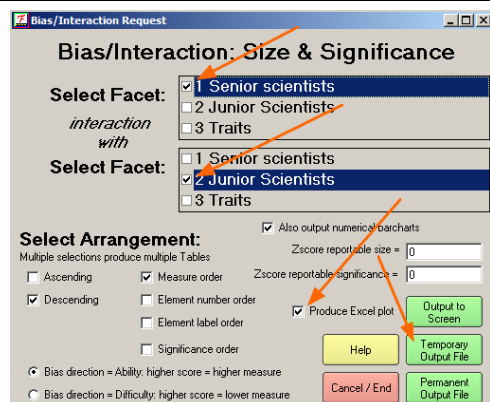 Bias/Interaction Request
Bias/Interaction: Size & Significance
Select Facet:
1 Senior scientists
2 Junior Scientists
3 Traits
interaction
with
Select Facet:
1 Senior scientists
2 Junior Scientists
3 Traits
Also output numerical barcharts
Select Arrangement:
Multiple selections produce multiple Tables
Zscore reportable size = 0
Zscore reportable significance = 0
Ascending
Measure order
Descending
Element number order
Element label order
Significance order
Produce Excel plot
Output to
Screen
Help
Temporary
Output File
Bias direction = Ability: higher score = higher measure
Bias direction = Difficulty: higher score = lower measure
Cancel / End
Permanent
Output File